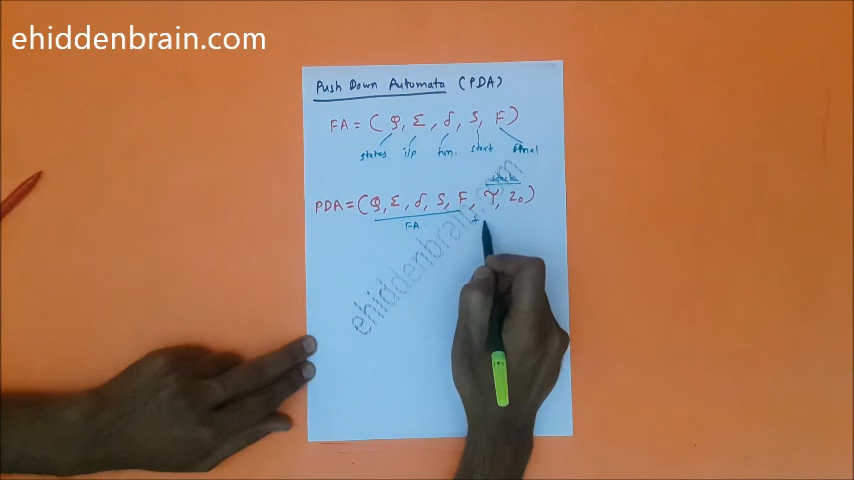 ehiddenbrain.com
Push Down Automata (PDA)
FA = (Q, Σ, δ, S, F)
states i/p fun. start final
stack
PDA = (Q, Σ, δ, S, F, Ƭ, Z0)
FA
ehiddenbrain.com